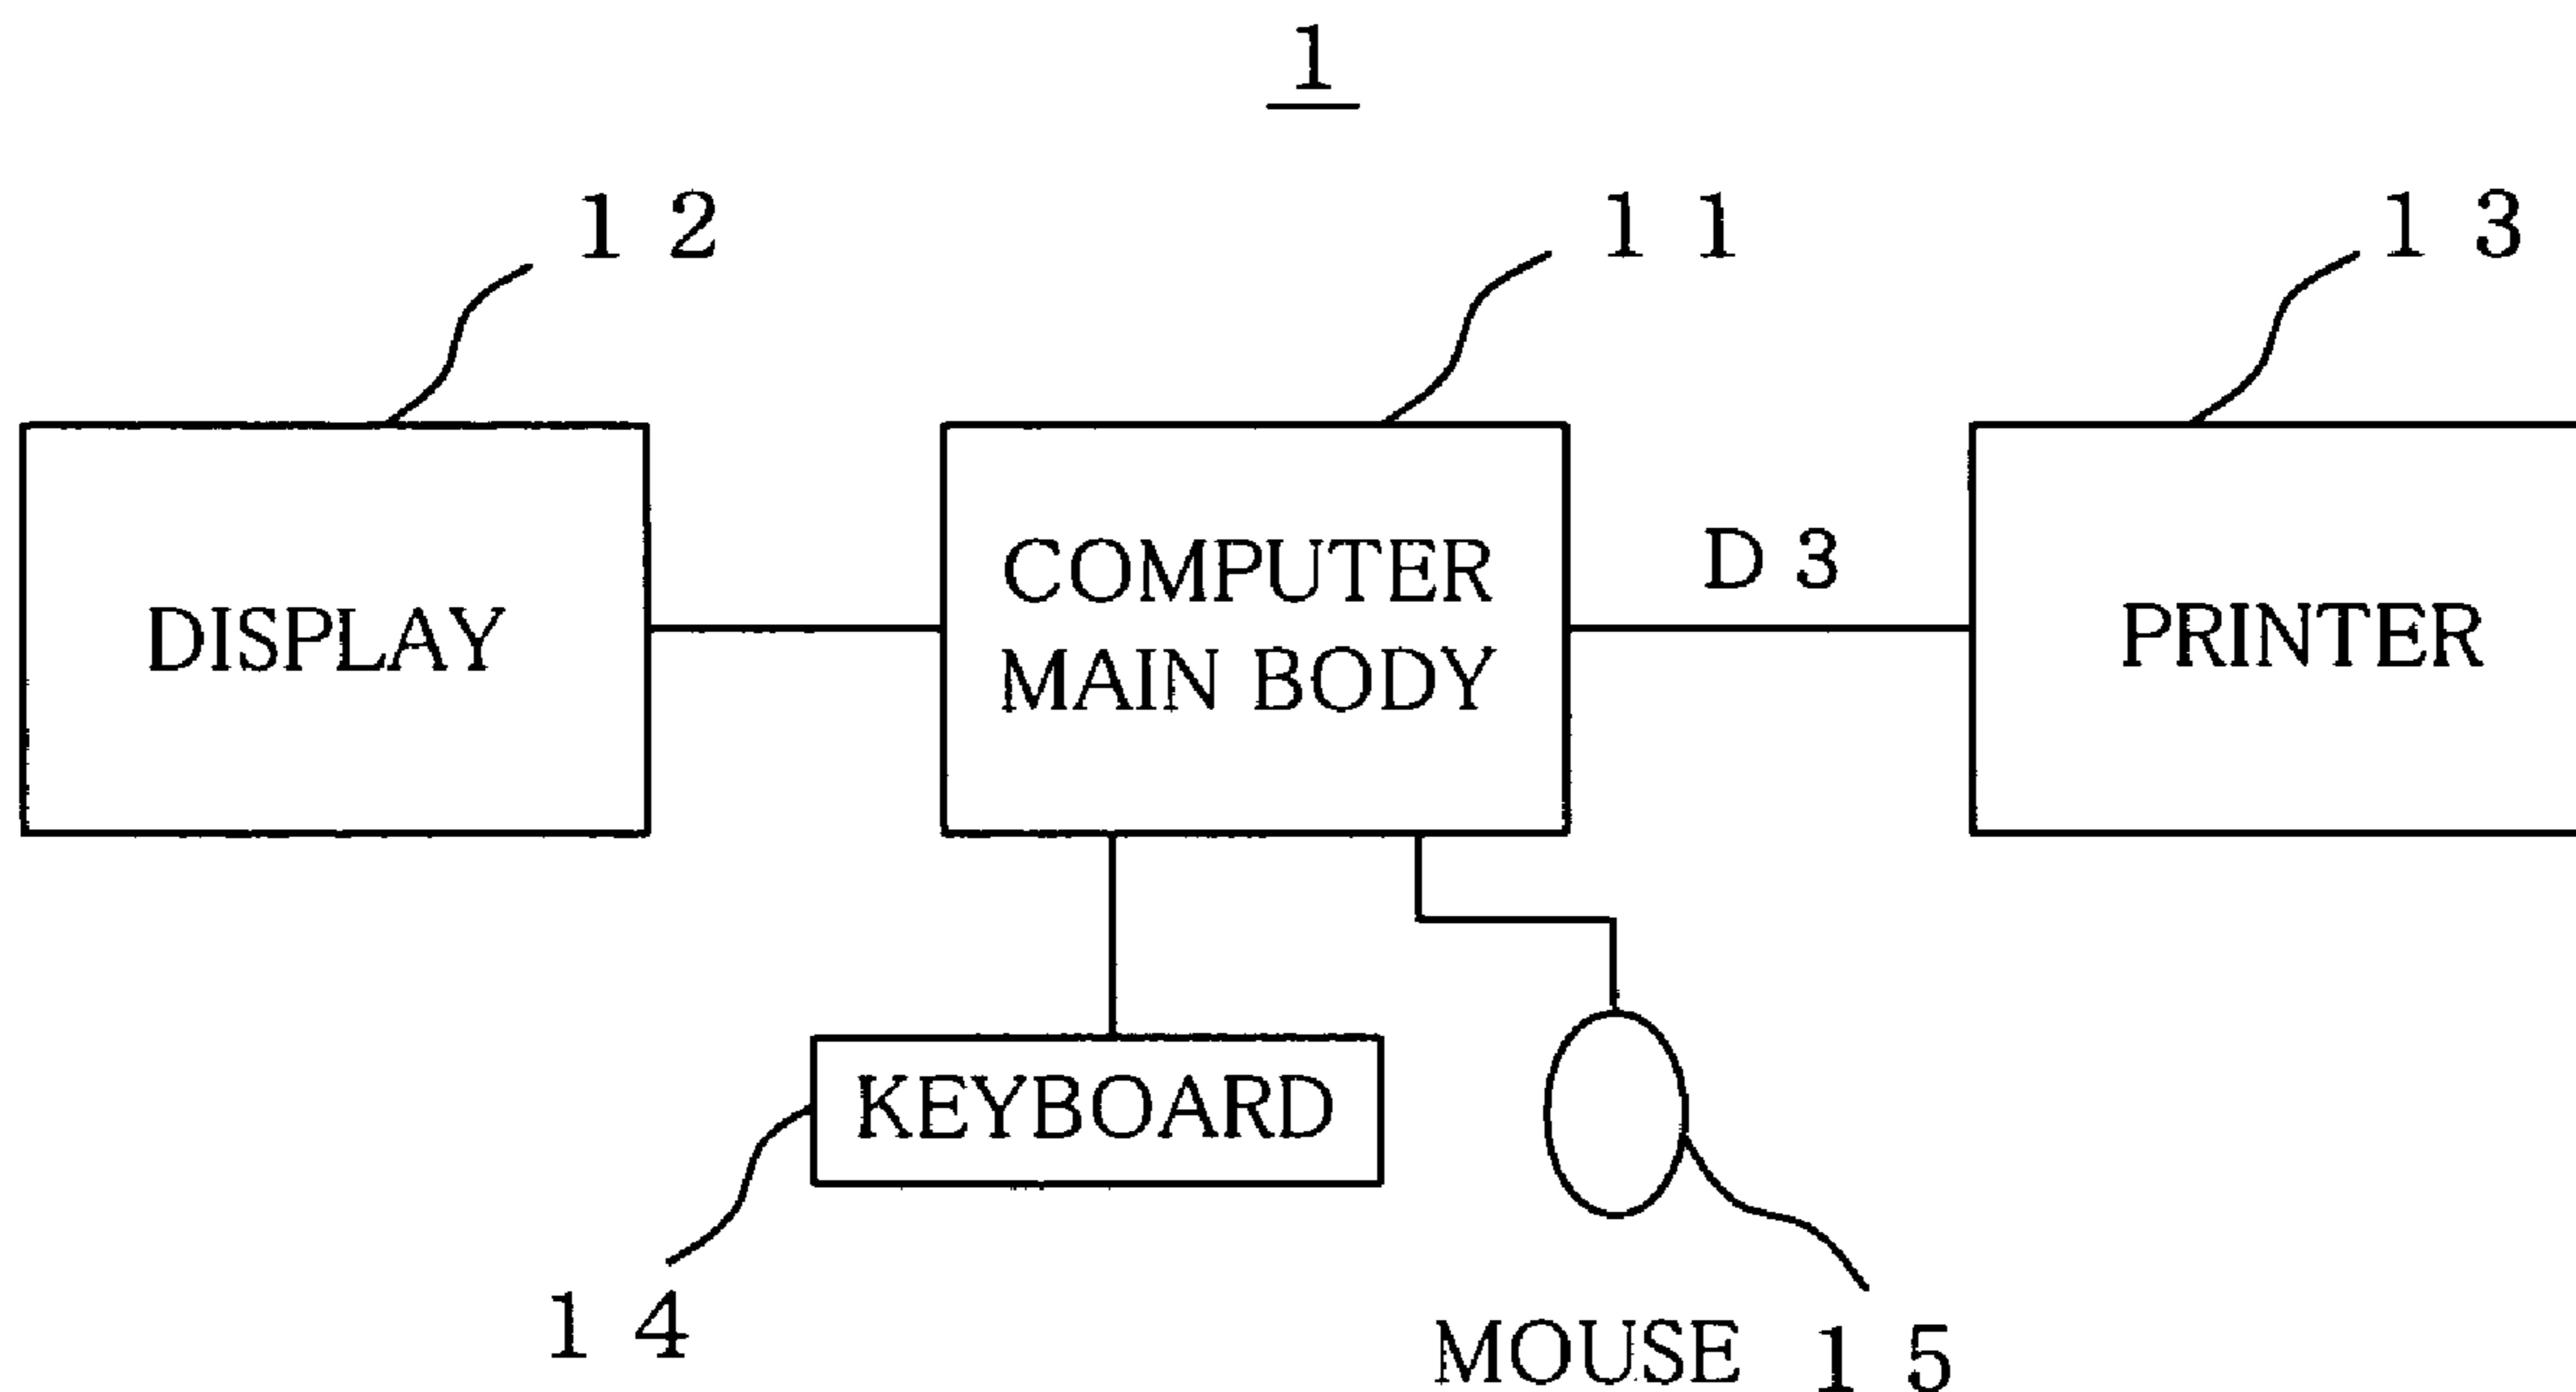 1
12
11
13
DISPLAY
COMPUTER
MAIN BODY
D3
PRINTER
KEYBOARD
14
MOUSE
15